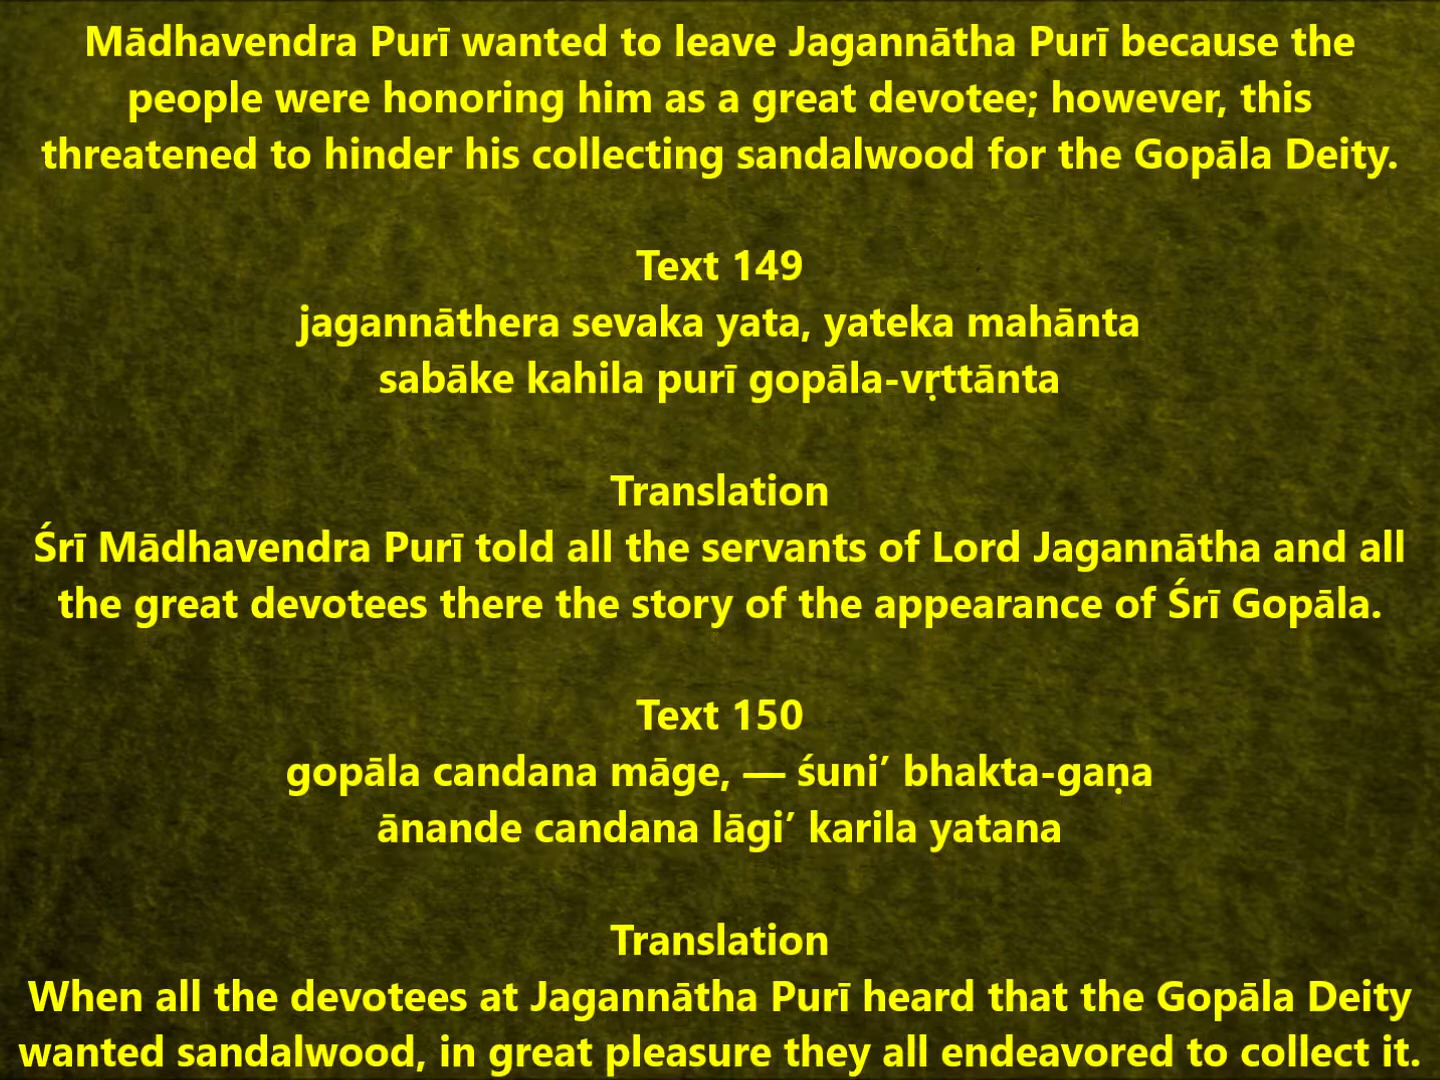 Mādhavendra Purī wanted to leave Jagannātha Purī because the
people were honoring him as a great devotee; however, this
threatened to hinder his collecting sandalwood for the Gopāla Deity.
Text 149
jagannāthera sevaka yata, yateka mahānta
sabāke kahila purī gopāla-vṛttānta
Translation
Śrī Mādhavendra Purī told all the servants of Lord Jagannātha and all
the great devotees there the story of the appearance of Śrī Gopāla.
Text 150
gopāla candana māge, — śuni’ bhakta-gaṇa
ānande candana lāgi’ karila yatana
Translation
When all the devotees at Jagannātha Purī heard that the Gopāla Deity
wanted sandalwood, in great pleasure they all endeavored to collect it.